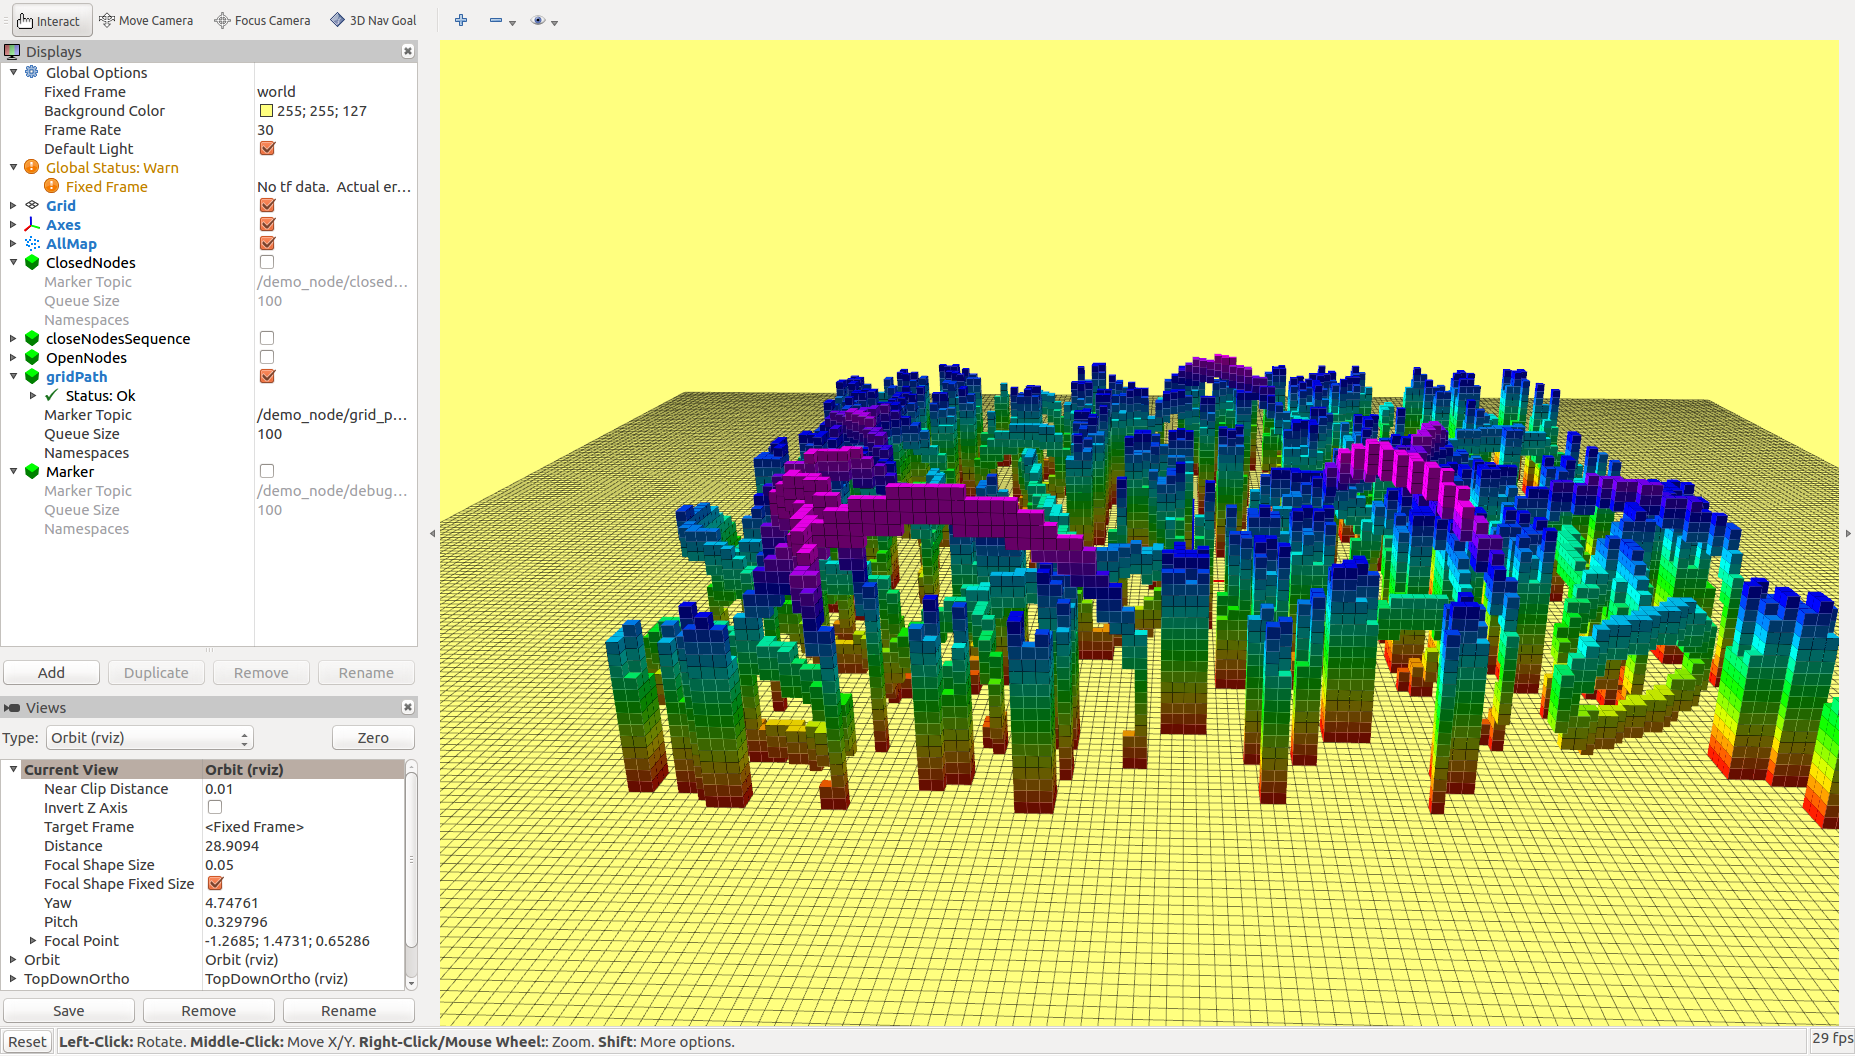 Interact Move Camera Focus Camera 3D Nav Goal
Displays
Global Options
Fixed Frame world
Background Color 255; 255; 127
Frame Rate 30
Default Light
Global Status: Warn
Fixed Frame No tf data.  Actual er...
Grid
Axes
AllMap
ClosedNodes
Marker Topic /demo_node/closed...
Queue Size 100
Namespaces
closeNodesSequence
OpenNodes
gridPath
Status: Ok
Marker Topic /demo_node/grid_p...
Queue Size 100
Namespaces
Marker
Marker Topic /demo_node/debug...
Queue Size 100
Namespaces
Add Duplicate Remove Rename
Views
Type: Orbit (rviz) Zero
Current View Orbit (rviz)
Near Clip Distance 0.01
Invert Z Axis
Target Frame <Fixed Frame>
Distance 28.9094
Focal Shape Size 0.05
Focal Shape Fixed Size
Yaw 4.74761
Pitch 0.329796
Focal Point -1.2685; 1.4731; 0.65286
Orbit Orbit (rviz)
TopDownOrtho TopDownOrtho (rviz)
Save Remove Rename
Reset Left-Click: Rotate. Middle-Click: Move X/Y. Right-Click/Mouse Wheel:: Zoom. Shift: More options. 29 fps